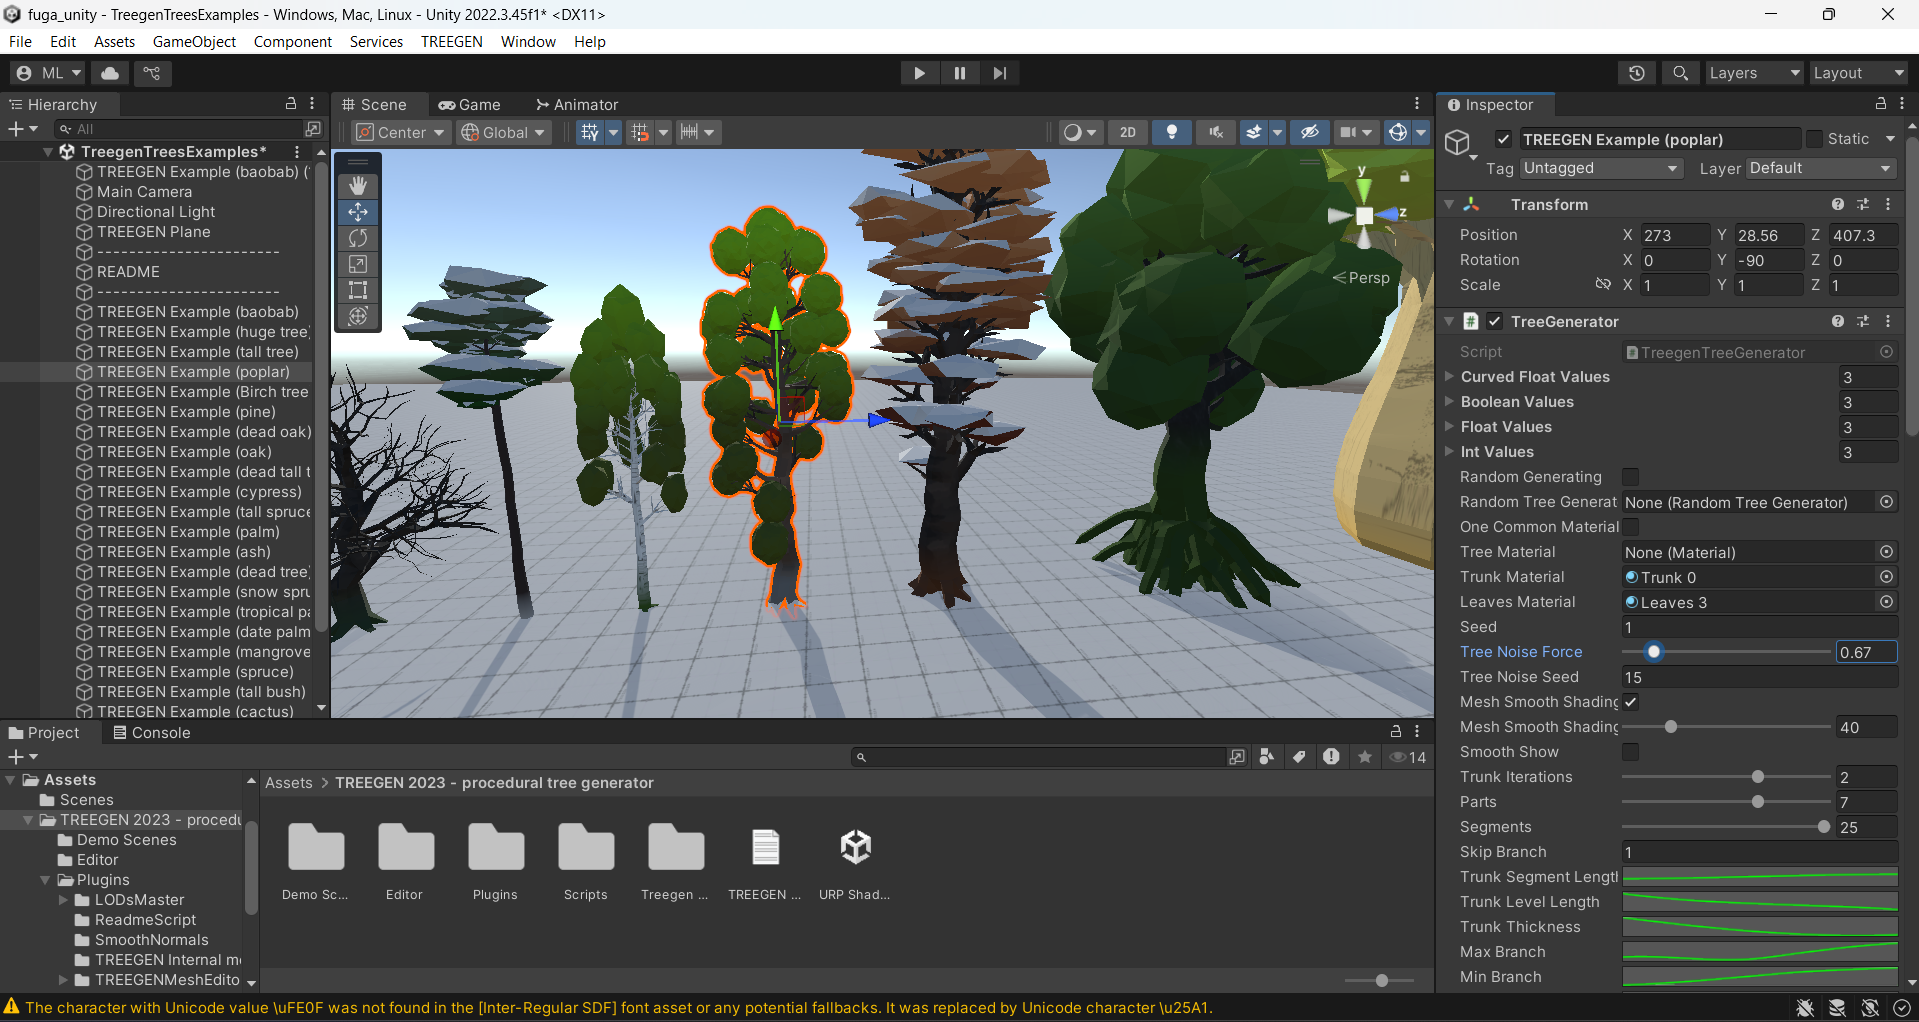 fuga_unity - TreegenTreesExamples - Windows, Mac, Linux - Unity 2022.3.45f1* <DX11>
File Edit Assets GameObject Component Services TREEGEN Window Help
ML Layers Layout
Hierarchy
All
TreegenTreesExamples*
TREEGEN Example (baobab) (
Main Camera
Directional Light
TREEGEN Plane
-----------------------
README
-----------------------
TREEGEN Example (baobab)
TREEGEN Example (huge tree
TREEGEN Example (tall tree)
TREEGEN Example (poplar)
TREEGEN Example (Birch tree
TREEGEN Example (pine)
TREEGEN Example (dead oak)
TREEGEN Example (oak)
TREEGEN Example (dead tall t
TREEGEN Example (cypress)
TREEGEN Example (tall spruce
TREEGEN Example (palm)
TREEGEN Example (ash)
TREEGEN Example (dead tree
TREEGEN Example (snow spru
TREEGEN Example (tropical pa
TREEGEN Example (date palm
TREEGEN Example (mangrove
TREEGEN Example (spruce)
TREEGEN Example (tall bush)
TREEGEN Example (cactus)
Scene Game Animator
Center Global 2D
y
z
Persp
Inspector
TREEGEN Example (poplar) Static
Tag Untagged Layer Default
Transform
Position X 273 Y 28.56 Z 407.3
Rotation X 0 Y -90 Z 0
Scale X 1 Y 1 Z 1
TreeGenerator
Script TreegenTreeGenerator
Curved Float Values 3
Boolean Values 3
Float Values 3
Int Values 3
Random Generating
Random Tree Generat None (Random Tree Generator)
One Common Material
Tree Material None (Material)
Trunk Material Trunk 0
Leaves Material Leaves 3
Seed 1
Tree Noise Force 0.67
Tree Noise Seed 15
Mesh Smooth Shading
Mesh Smooth Shading 40
Smooth Show
Trunk Iterations 2
Parts 7
Segments 25
Skip Branch 1
Trunk Segment Lengt
Trunk Level Length
Trunk Thickness
Max Branch
Min Branch
Project Console
14
Assets
Scenes
TREEGEN 2023 - procedu
Demo Scenes
Editor
Plugins
LODsMaster
ReadmeScript
SmoothNormals
TREEGEN Internal m
TREEGENMeshEdito
Assets > TREEGEN 2023 - procedural tree generator
Demo Sc... Editor Plugins Scripts Treegen ... TREEGEN ... URP Shad...
The character with Unicode value \uFE0F was not found in the [Inter-Regular SDF] font asset or any potential fallbacks. It was replaced by Unicode character \u25A1.